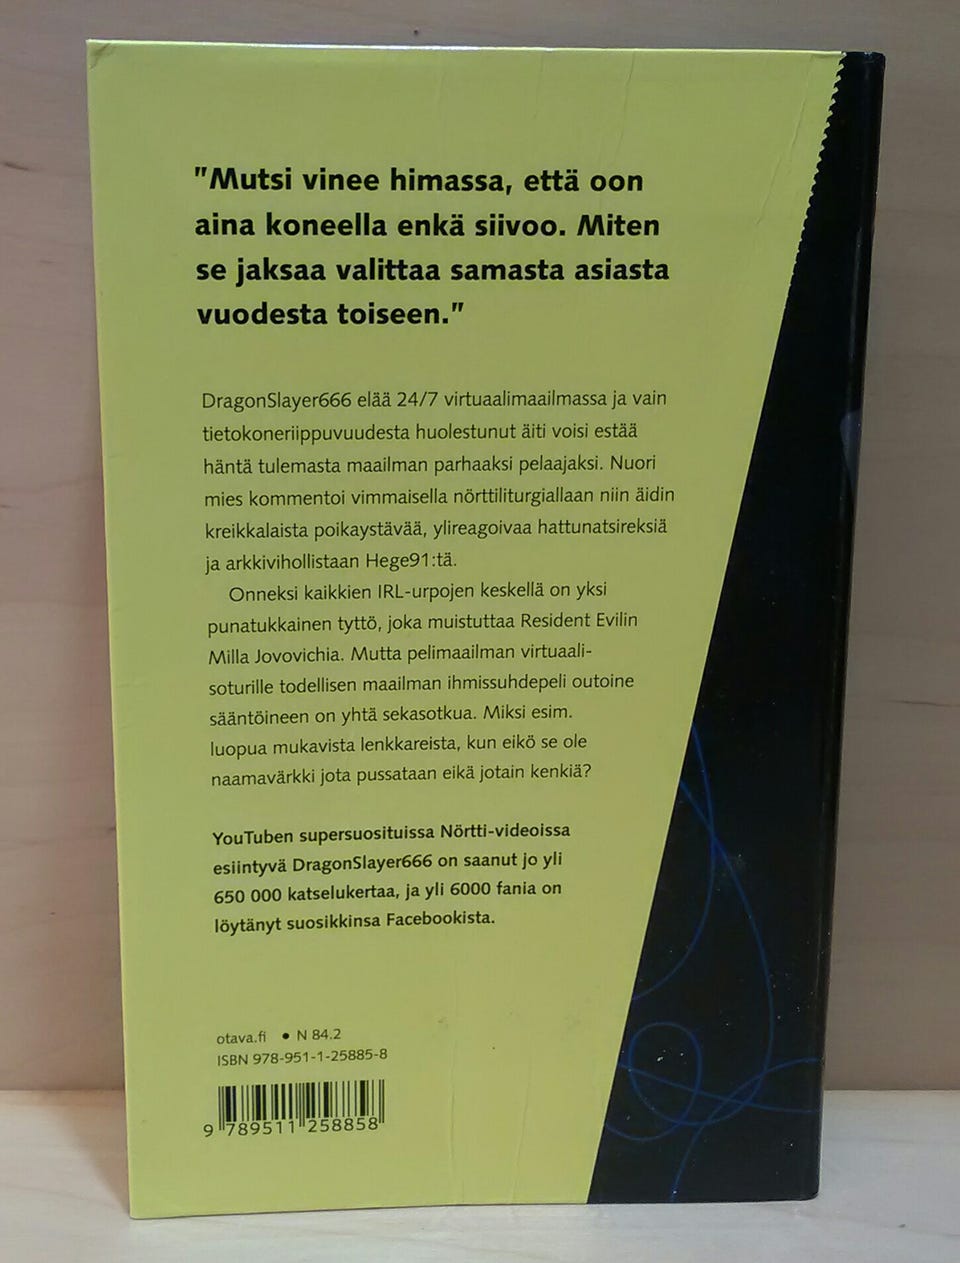 "Mutsi vinee himassa, että oon
aina koneella enkä siivoo. Miten
se jaksaa valittaa samasta asiasta
vuodesta toiseen."
DragonSlayer666 elää 24/7 virtuaalimaailmassa ja vain
tietokoneriippuvuudesta huolestunut äiti voisi estää
häntä tulemasta maailman parhaaksi pelaajaksi. Nuori
mies kommentoi vimmaisella nörttiliturgiallaan niin äidin
kreikkalaista poikaystävää, ylireagoivaa hattunatsireksiä
ja arkkivihollistaan Hege91:tä.
Onneksi kaikkien IRL-urpojen keskellä on yksi
punatukkainen tyttö, joka muistuttaa Resident Evilin
Milla Jovovichia. Mutta pelimaailman virtuaali-
soturille todellisen maailman ihmissuhdepeli outoine
sääntöineen on yhtä sekasotkua. Miksi esim.
luopua mukavista lenkkareista, kun eikö se ole
naamavärkki jota pussataan eikä jotain kenkiä?
YouTuben supersuosituissa Nörtti-videoissa
esiintyvä DragonSlayer666 on saanut jo yli
650 000 katselukertaa, ja yli 6000 fania on
löytänyt suosikkinsa Facebookista.
otava.fi • N 84.2
ISBN 978-951-1-25885-8
9 789511 258858